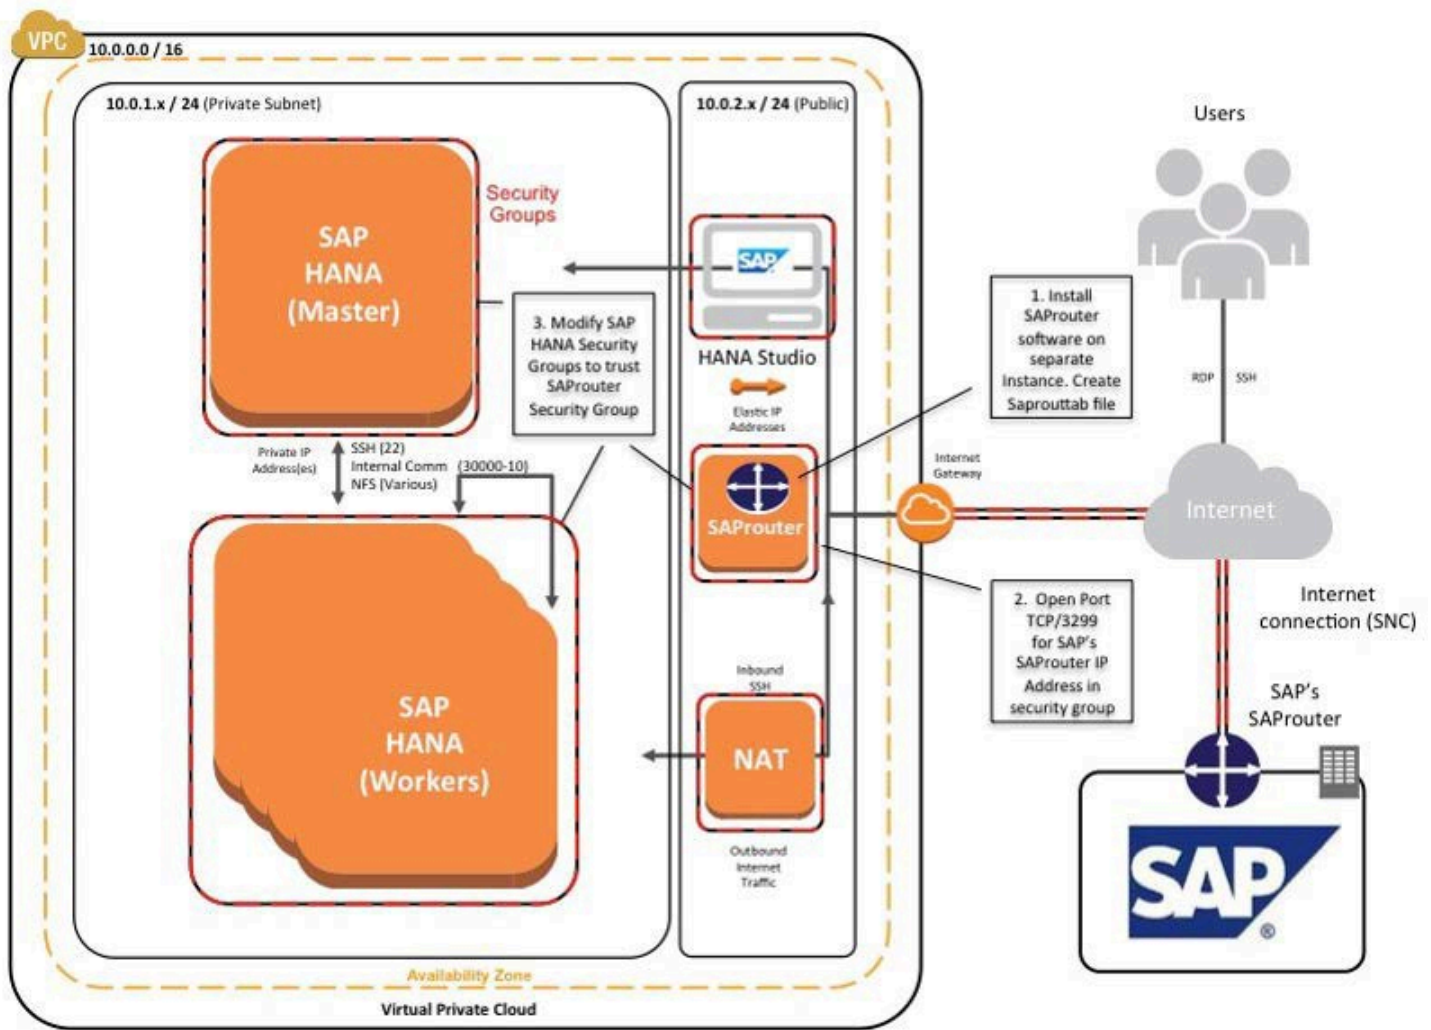 VPC
10.0.0.0 / 16
10.0.1.x / 24 (Private Subnet)
10.0.2.x / 24 (Public)
Users
SAP
HANA
(Master)
Security
Groups
SAP
HANA Studio
Elastic IP
Addresses
3. Modify SAP
HANA Security
Groups to trust
SAProuter
Security Group
1. Install
SAProuter
software on
separate
Instance. Create
Saprouttab file
RDP
SSH
Private IP
Address(es)
SSH (22)
Internal Comm (30000-10)
NFS (Various)
SAProuter
Internet
Gateway
Internet
2. Open Port
TCP/3299
for SAP's
SAProuter IP
Address in
security group
Internet
connection (SNC)
SAP
HANA
(Workers)
Inbound
SSH
NAT
Outbound
Internet
Traffic
SAP's
SAProuter
SAP
®
Availability Zone
Virtual Private Cloud